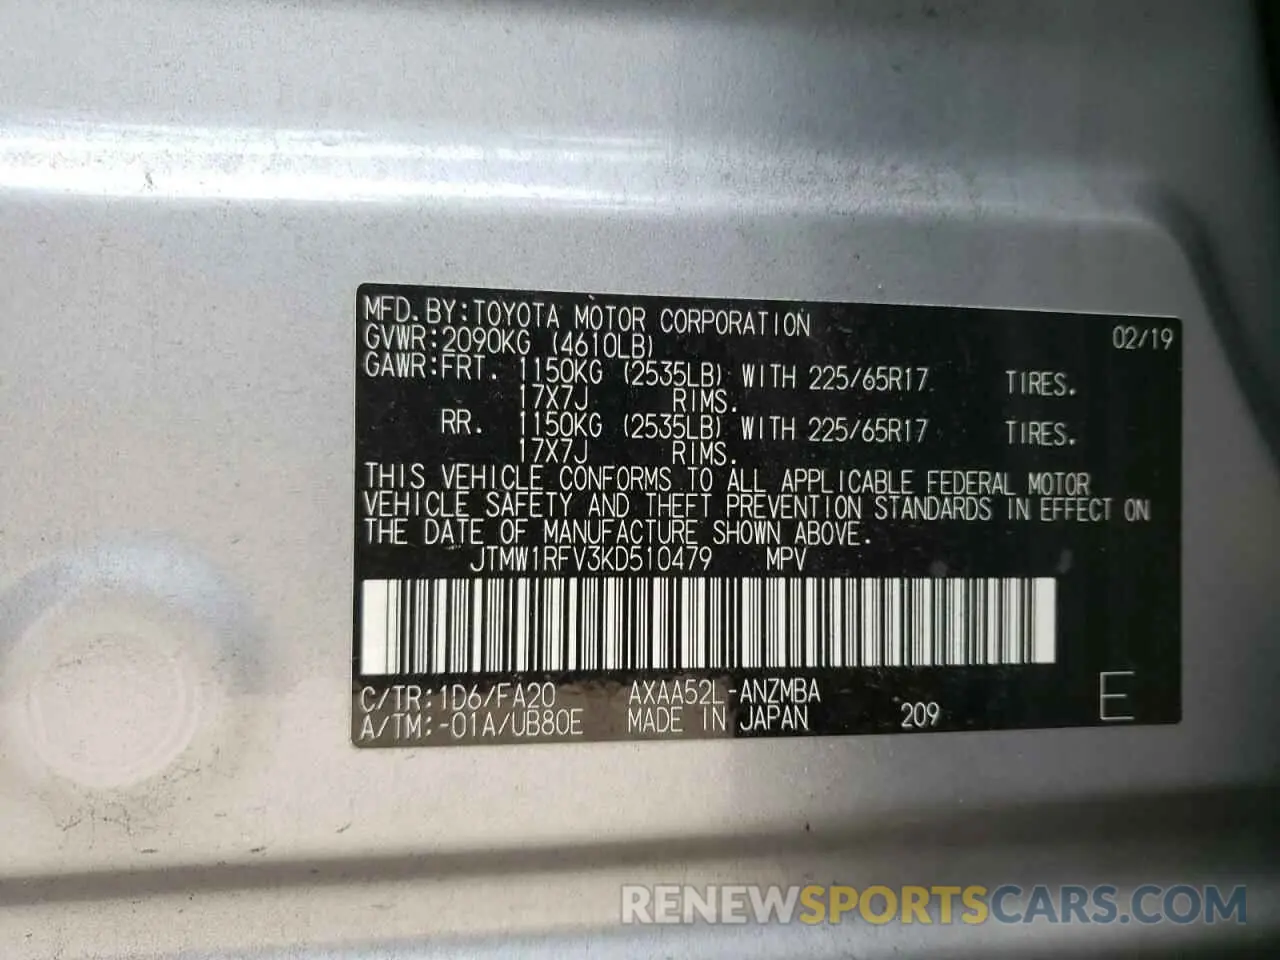 MFD. BY:TOYOTA MOTOR CORPORATION 02/19
GVWR:2090KG (4610LB)
GAWR:FRT. 1150KG (2535LB) WITH 225/65R17 TIRES.
17X7J RIMS.
RR. 1150KG (2535LB) WITH 225/65R17 TIRES.
17X7J RIMS.
THIS VEHICLE CONFORMS TO ALL APPLICABLE FEDERAL MOTOR
VEHICLE SAFETY AND THEFT PREVENTION STANDARDS IN EFFECT ON
THE DATE OF MANUFACTURE SHOWN ABOVE.
JTMW1RFV3KD510479 MPV
C/TR:1D6/FA20 AXAA52L-ANZMBA
A/TM:-01A/UB80E MADE IN JAPAN 209 E
RENEWSPORTSCARS.COM